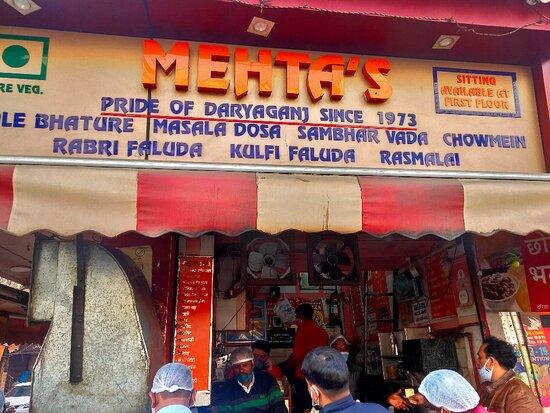 RE VEG.
MEHTA'S
SITTING
AVAILABLE AT
FIRST FLOOR
PRIDE OF DARYAGANJ SINCE 1973
LE BHATURE MASALA DOSA SAMBHAR VADA CHOWMEIN
RABRI FALUDA KULFI FALUDA RASMALAI